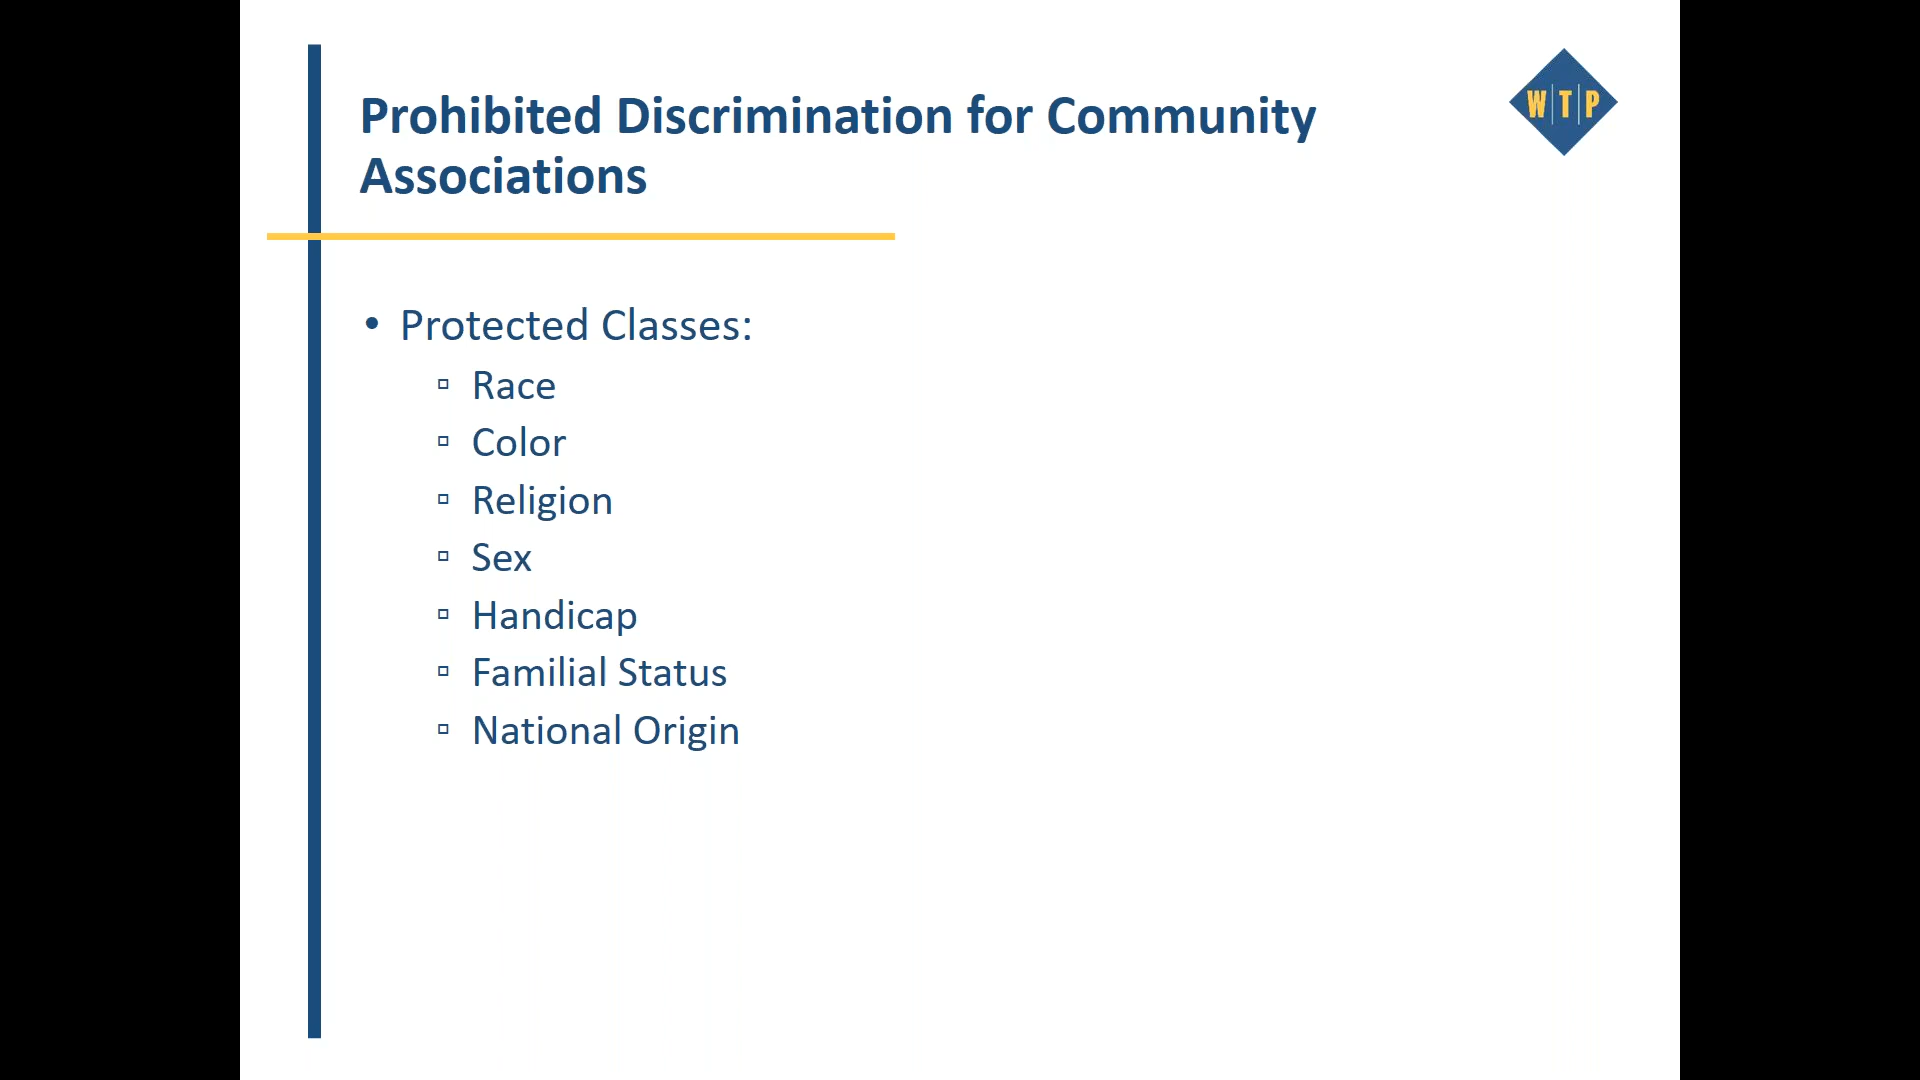 Prohibited Discrimination for Community
Associations
W|T|P
• Protected Classes:
▫ Race
▫ Color
▫ Religion
▫ Sex
▫ Handicap
▫ Familial Status
▫ National Origin